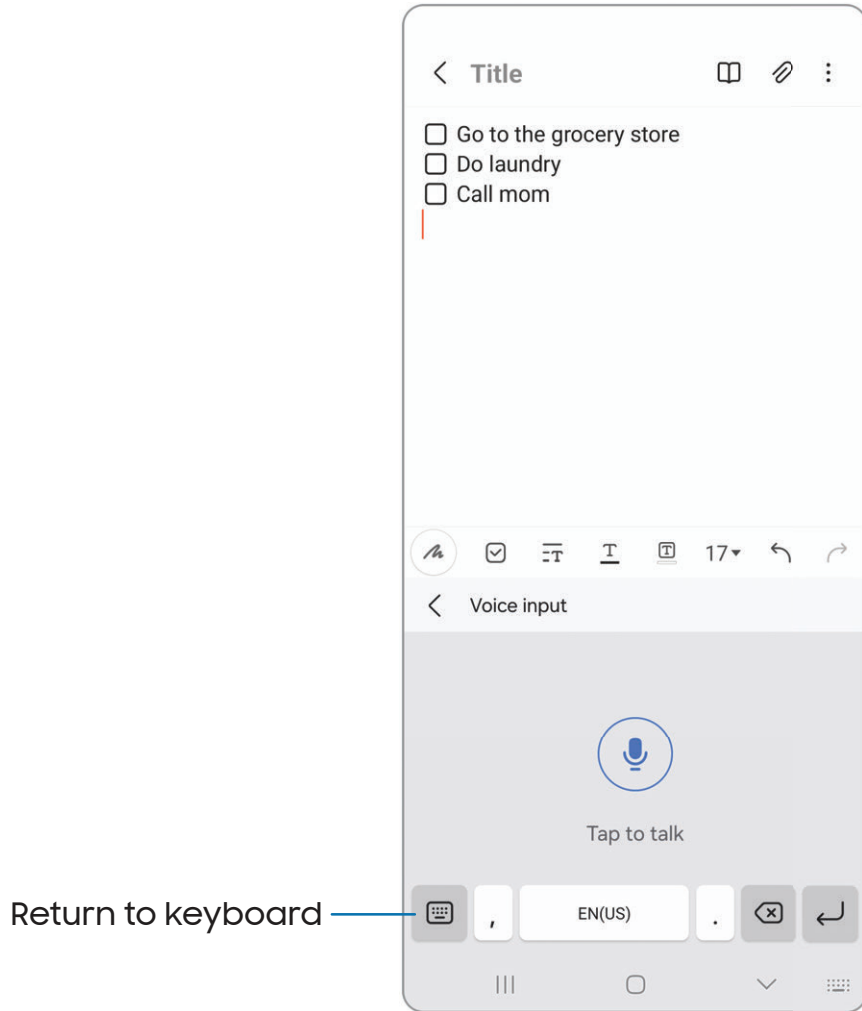 Title
Go to the grocery store
Do laundry
Call mom
17
Voice input
Tap to talk
Return to keyboard
, EN(US) .